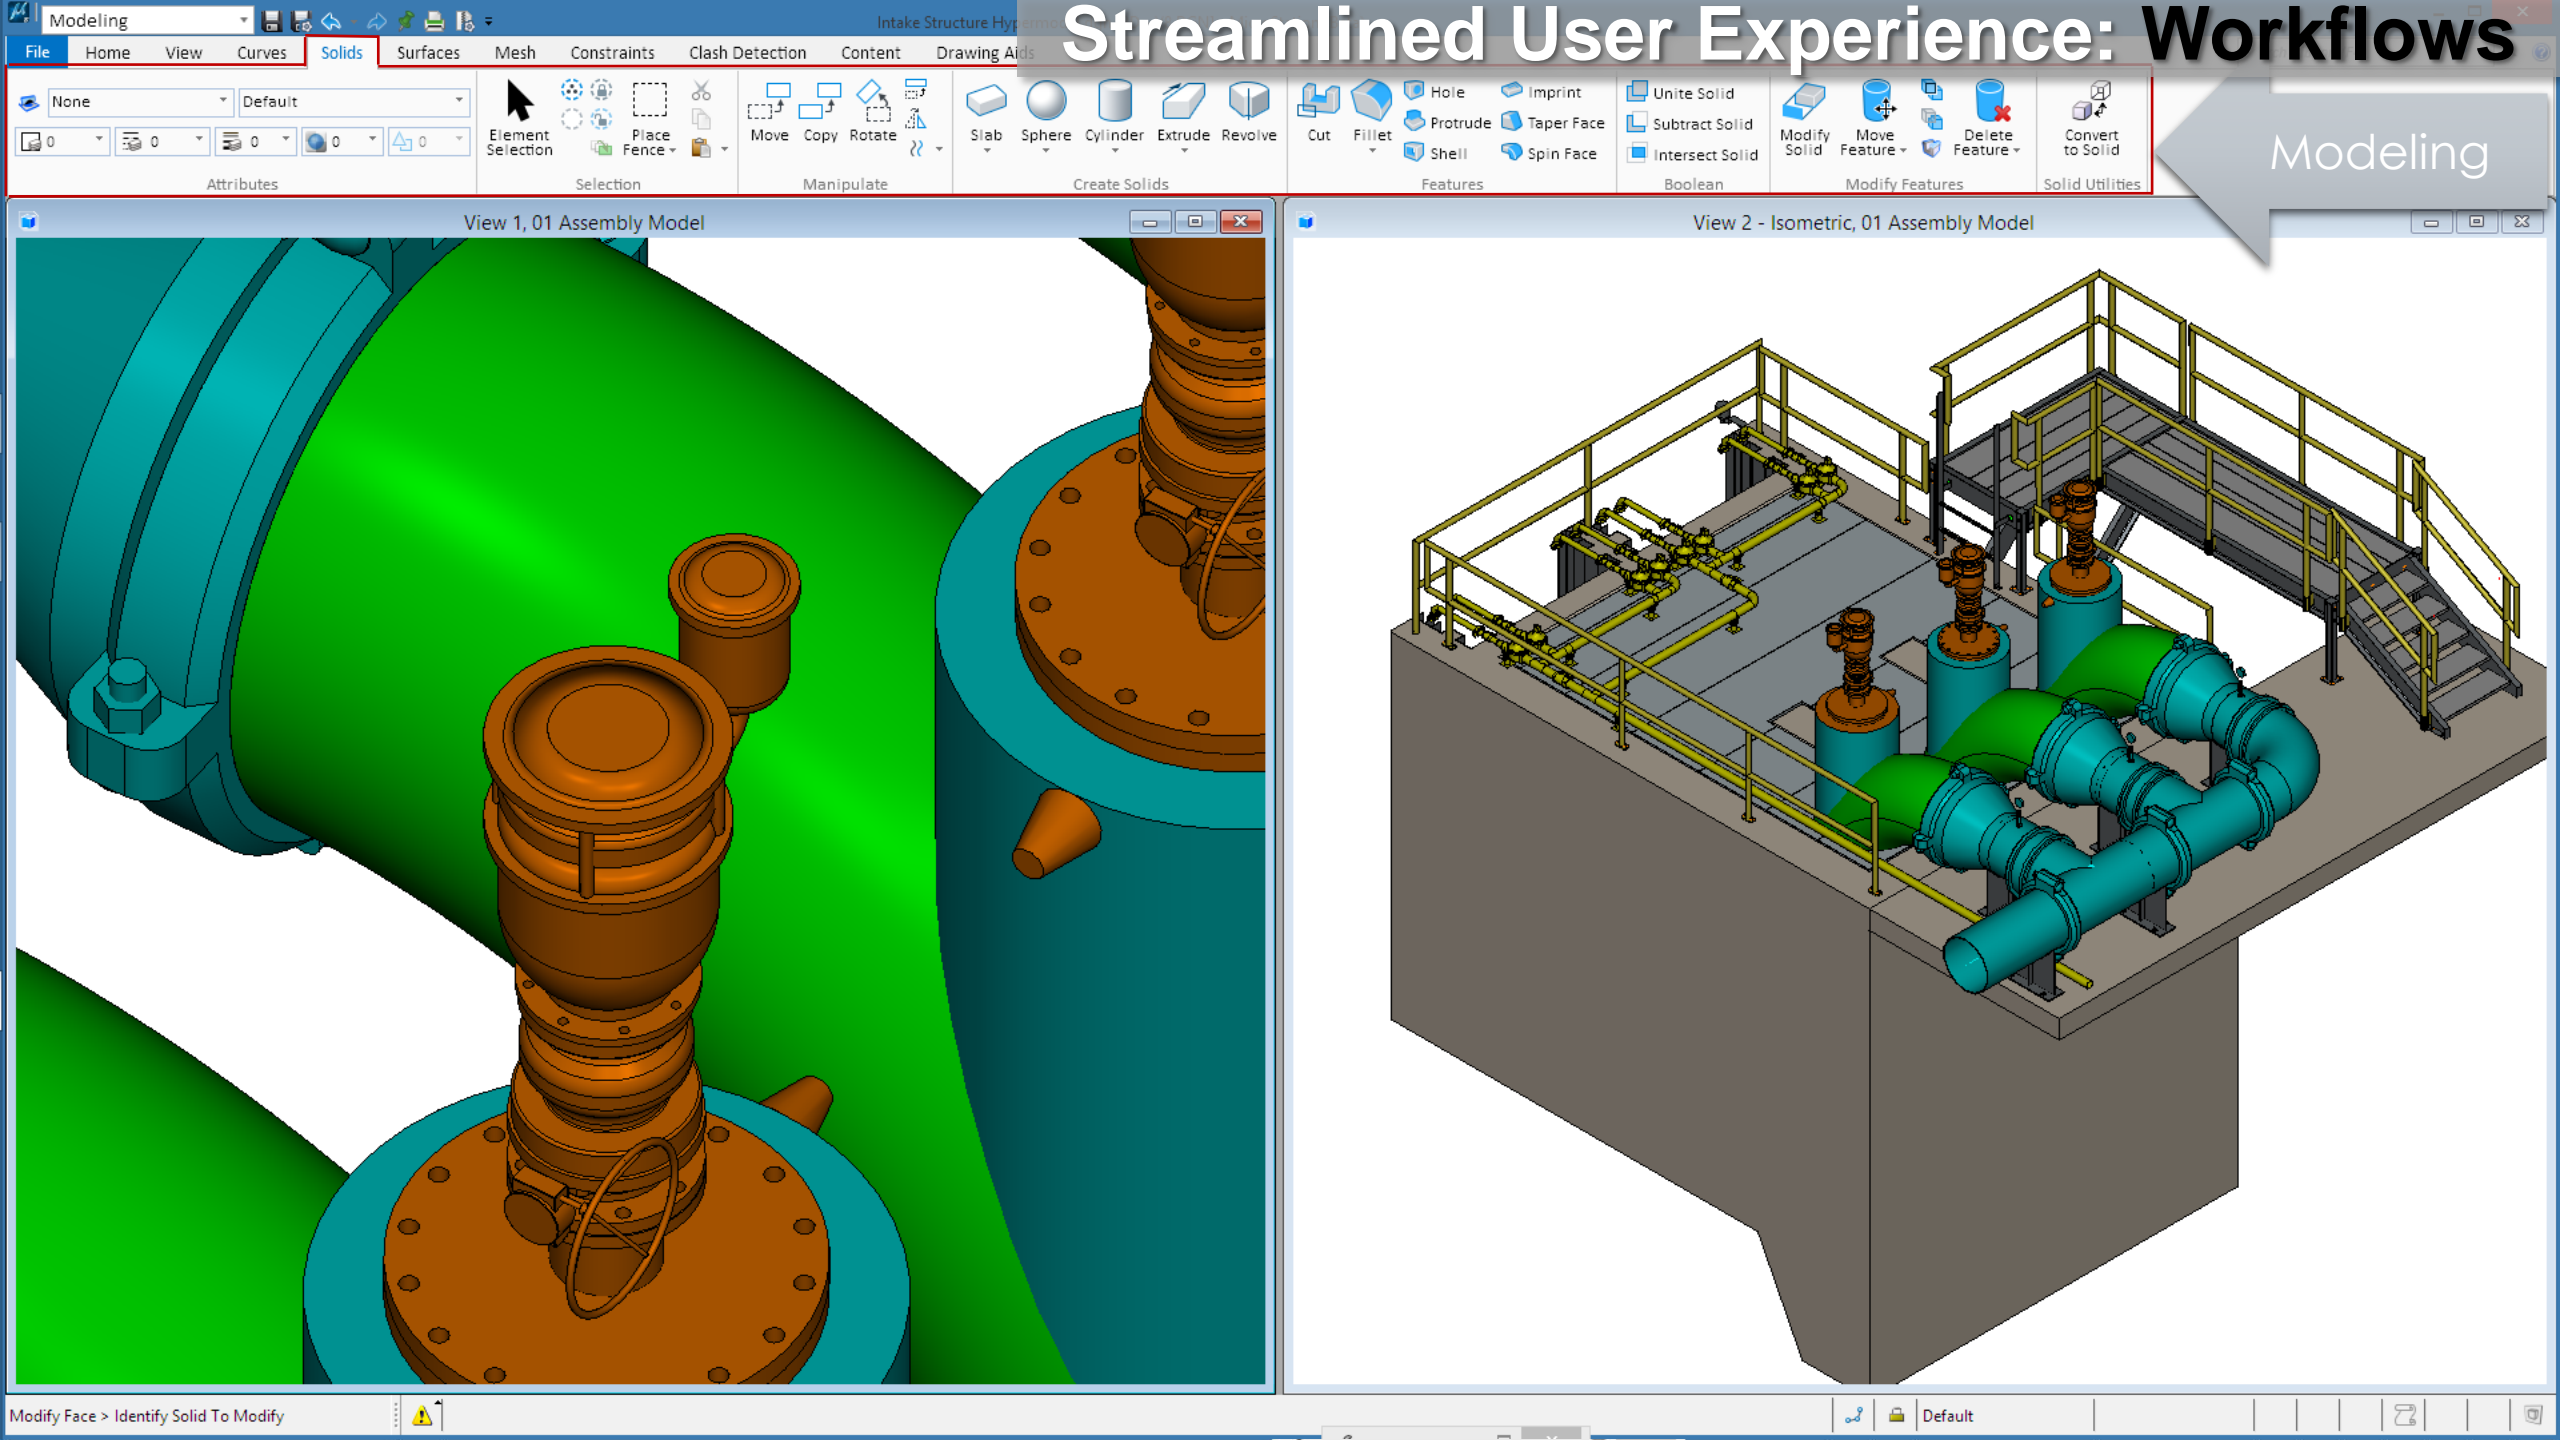 Modeling
Intake Structure Hyperm
Streamlined User Experience: Workflows
File Home View Curves Solids Surfaces Mesh Constraints Clash Detection Content Drawing Aids
None Default
0 0 0 0 0
Attributes
Element Selection
Place Fence
Selection
Move Copy Rotate
Manipulate
Slab Sphere Cylinder Extrude Revolve
Create Solids
Cut Fillet
Hole Imprint
Protrude Taper Face
Shell Spin Face
Features
Unite Solid
Subtract Solid
Intersect Solid
Boolean
Modify Solid
Move Feature
Delete Feature
Modify Features
Convert to Solid
Solid Utilities
Modeling
View 1, 01 Assembly Model
View 2 - Isometric, 01 Assembly Model
Modify Face > Identify Solid To Modify
Default